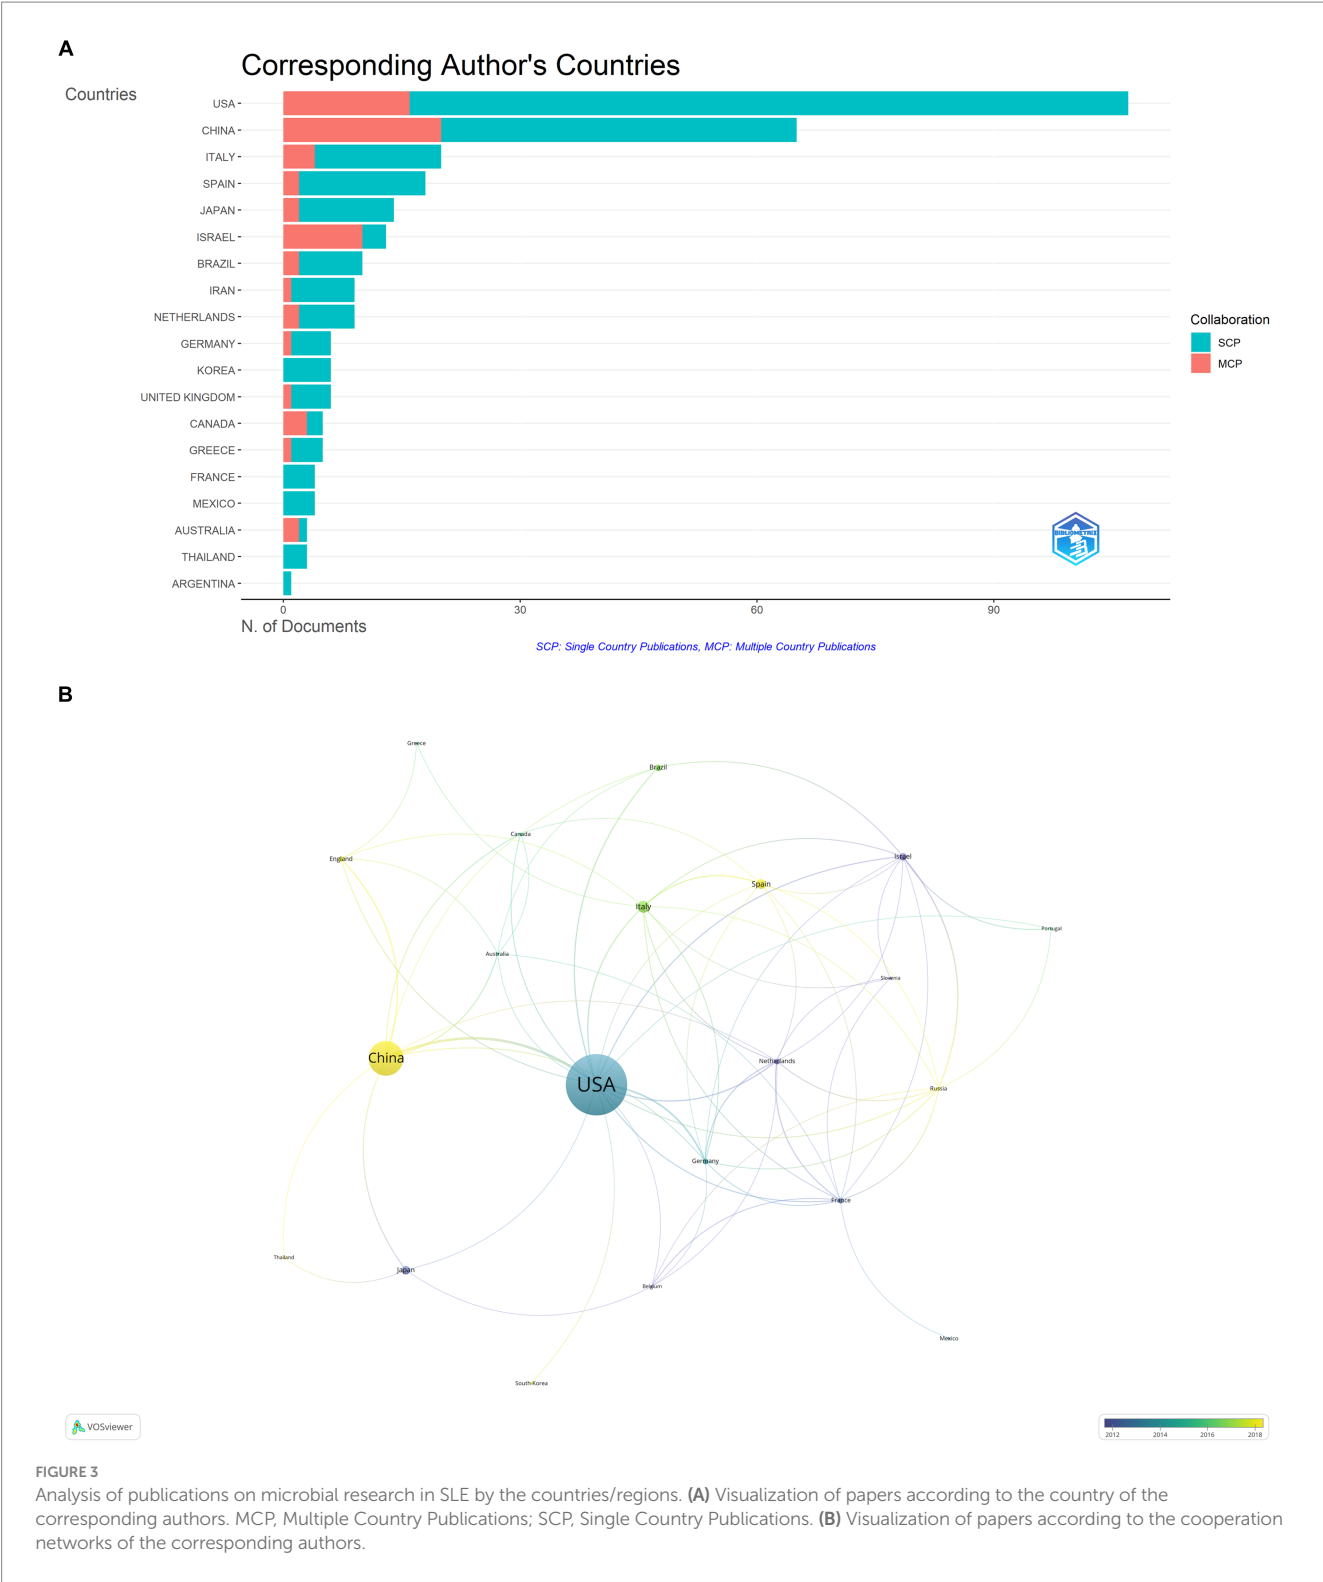 A
Corresponding Author's Countries
Countries
USA
CHINA
ITALY
SPAIN
JAPAN
ISRAEL
BRAZIL
IRAN
NETHERLANDS
GERMANY
KOREA
UNITED KINGDOM
CANADA
GREECE
FRANCE
MEXICO
AUSTRALIA
THAILAND
ARGENTINA
Collaboration
SCP
MCP
BIBLIOMETRIX
0 30 60 90
N. of Documents
SCP: Single Country Publications, MCP: Multiple Country Publications
B
Greece
Brazil
Canada
England
Israel
Spain
Italy
Portugal
Australia
Slovenia
China
Netherlands
USA
Russia
Germany
France
Thailand
Japan
Belgium
Mexico
South Korea
VOSviewer
2012 2014 2016 2018
FIGURE 3
Analysis of publications on microbial research in SLE by the countries/regions. (A) Visualization of papers according to the country of the
corresponding authors. MCP, Multiple Country Publications; SCP, Single Country Publications. (B) Visualization of papers according to the cooperation
networks of the corresponding authors.